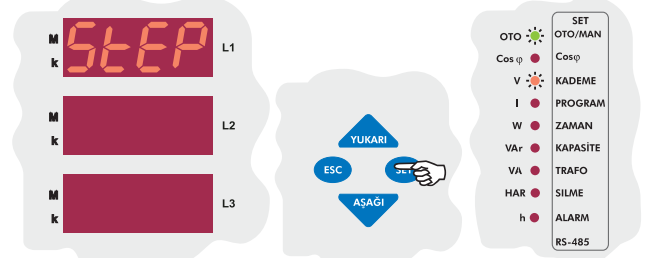 M
k
StEP
L1
M
k
L2
M
k
L3
YUKARI
ESC
SET
AŞAĞI
SET
OTO OTO/MAN
Cos φ Cosφ
V KADEME
I PROGRAM
W ZAMAN
VAr KAPASİTE
VA TRAFO
HAR SILME
h ALARM
RS-485